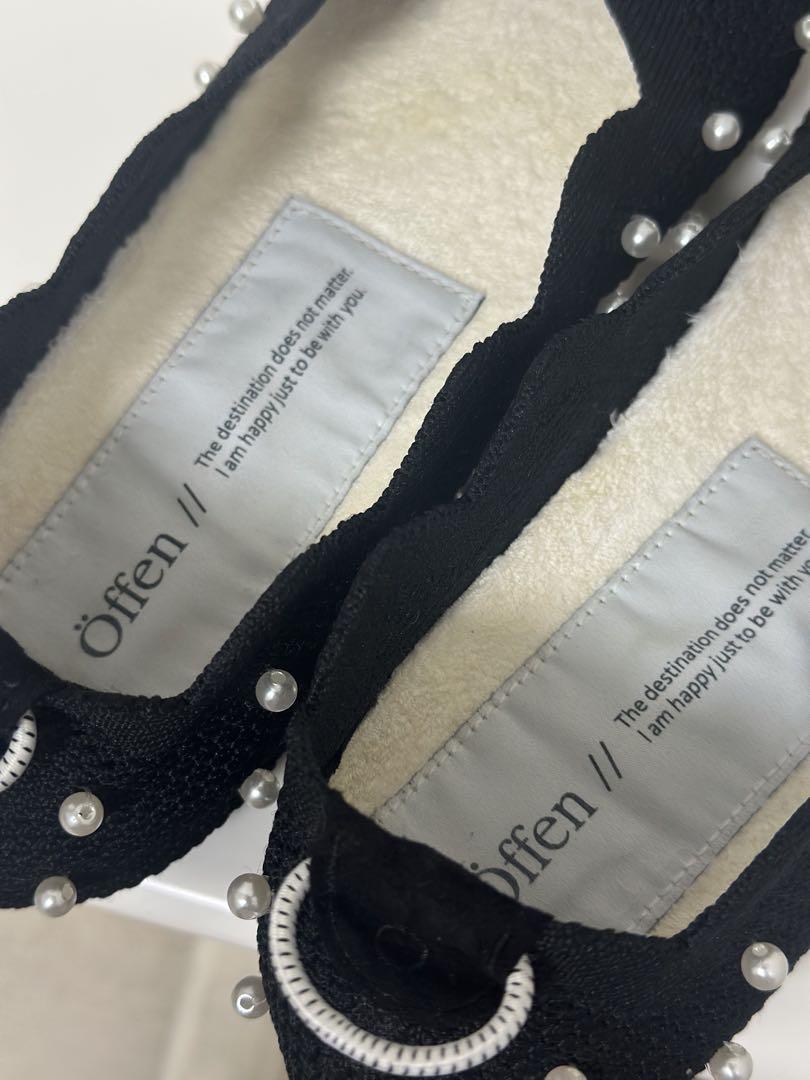 Öffen //
The destination does not matter.
I am happy just to be with you.
Öffen //
The destination does not matter
I am happy just to be with